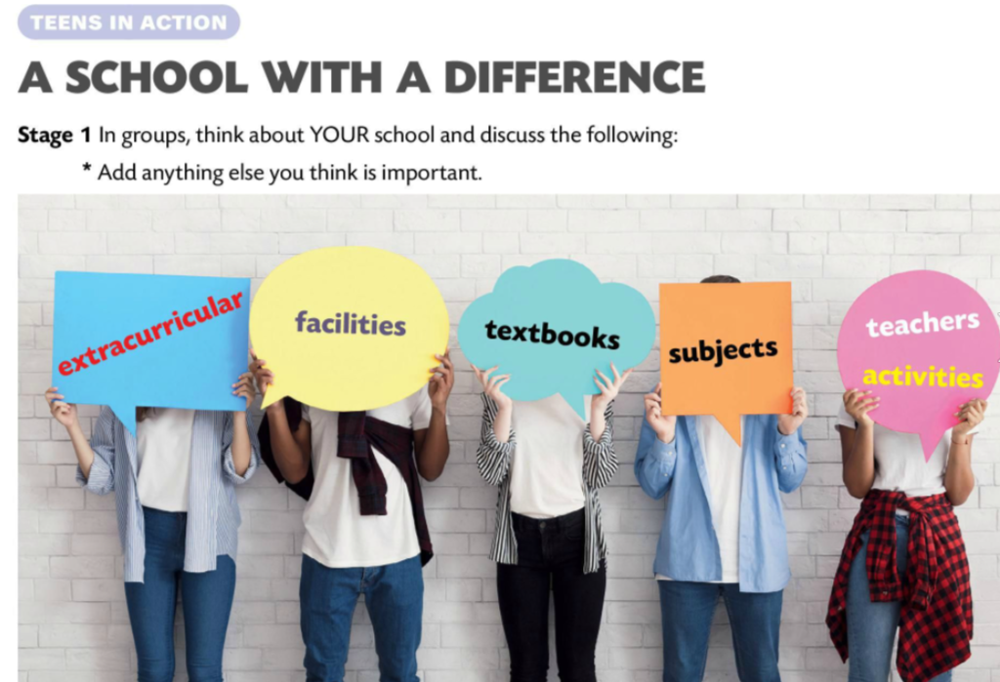 TEENS IN ACTION
A SCHOOL WITH A DIFFERENCE
Stage 1 In groups, think about YOUR school and discuss the following:
* Add anything else you think is important.
extracurricular
facilities
textbooks
subjects
teachers
activities